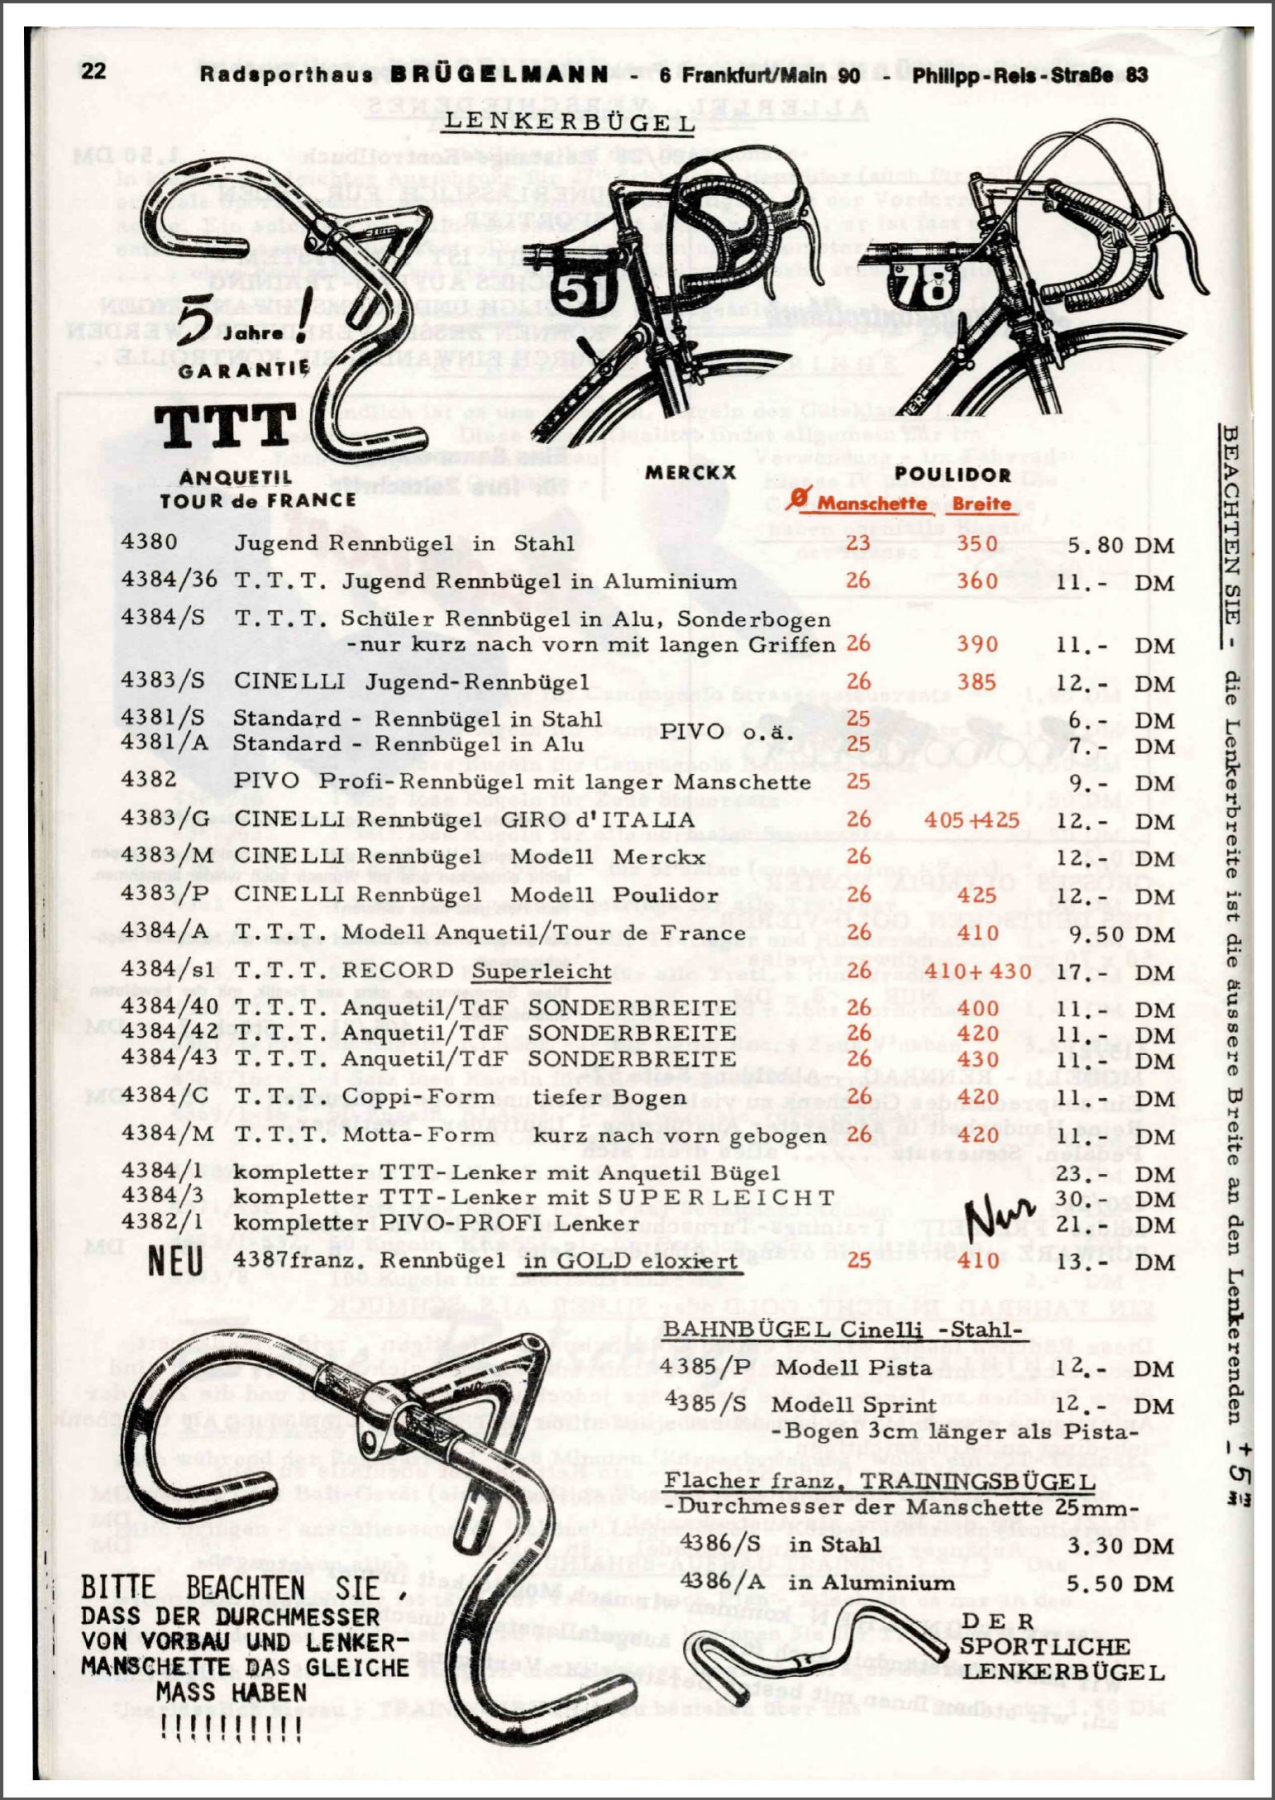 22 Radsporthaus BRÜGELMANN - 6 Frankfurt/Main 90 - Philipp-Reis-Straße 83
LENKERBÜGEL
5 Jahre!
GARANTIE
TTT
ANQUETIL
TOUR de FRANCE
51
MERCKX
78
POULIDOR
Ø Manschette Breite
4380 Jugend Rennbügel in Stahl 23 350 5.80 DM
4384/36 T.T.T. Jugend Rennbügel in Aluminium 26 360 11.- DM
4384/S T.T.T. Schüler Rennbügel in Alu, Sonderbogen
-nur kurz nach vorn mit langen Griffen 26 390 11.- DM
4383/S CINELLI Jugend-Rennbügel 26 385 12.- DM
4381/S Standard - Rennbügel in Stahl 25 6.- DM
PIVO o.ä.
4381/A Standard - Rennbügel in Alu 25 7.- DM
4382 PIVO Profi-Rennbügel mit langer Manschette 25 9.- DM
4383/G CINELLI Rennbügel GIRO d'ITALIA 26 405+425 12.- DM
4383/M CINELLI Rennbügel Modell Merckx 26 12.- DM
4383/P CINELLI Rennbügel Modell Poulidor 26 425 12.- DM
4384/A T.T.T. Modell Anquetil/Tour de France 26 410 9.50 DM
4384/sl T.T.T. RECORD Superleicht 26 410+430 17.- DM
4384/40 T.T.T. Anquetil/TdF SONDERBREITE 26 400 11.- DM
4384/42 T.T.T. Anquetil/TdF SONDERBREITE 26 420 11.- DM
4384/43 T.T.T. Anquetil/TdF SONDERBREITE 26 430 11.- DM
4384/C T.T.T. Coppi-Form tiefer Bogen 26 420 11.- DM
4384/M T.T.T. Motta-Form kurz nach vorn gebogen 26 420 11.- DM
4384/1 kompletter TTT-Lenker mit Anquetil Bügel 23.- DM
4384/3 kompletter TTT-Lenker mit SUPERLEICHT 30.- DM
4382/1 kompletter PIVO-PROFI Lenker Nur 21.- DM
NEU 4387 franz. Rennbügel in GOLD eloxiert 25 410 13.- DM
BAHNBÜGEL Cinelli -Stahl-
4385/P Modell Pista 12.- DM
4385/S Modell Sprint 12.- DM
-Bogen 3cm länger als Pista-
Flacher franz. TRAININGSBÜGEL
-Durchmesser der Manschette 25mm-
4386/S in Stahl 3.30 DM
4386/A in Aluminium 5.50 DM
DER
SPORTLICHE
LENKERBÜGEL
BITTE BEACHTEN SIE,
DASS DER DURCHMESSER
VON VORBAU UND LENKER-
MANSCHETTE DAS GLEICHE
MASS HABEN
!!!!!!!!!!
BEACHTEN SIE - die Lenkerbreite ist die äussere Breite an den Lenkerenden - + 5